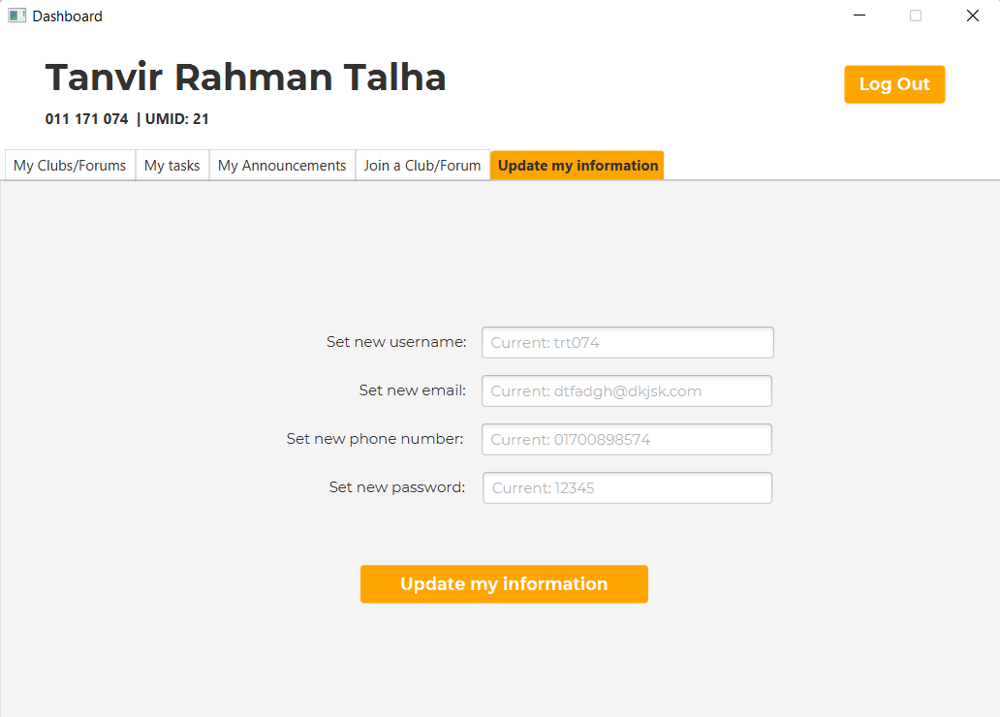 Dashboard
Tanvir Rahman Talha
Log Out
011 171 074 | UMID: 21
My Clubs/Forums My tasks My Announcements Join a Club/Forum Update my information
Set new username: Current: trt074
Set new email: Current: dtfadgh@dkjsk.com
Set new phone number: Current: 01700898574
Set new password: Current: 12345
Update my information